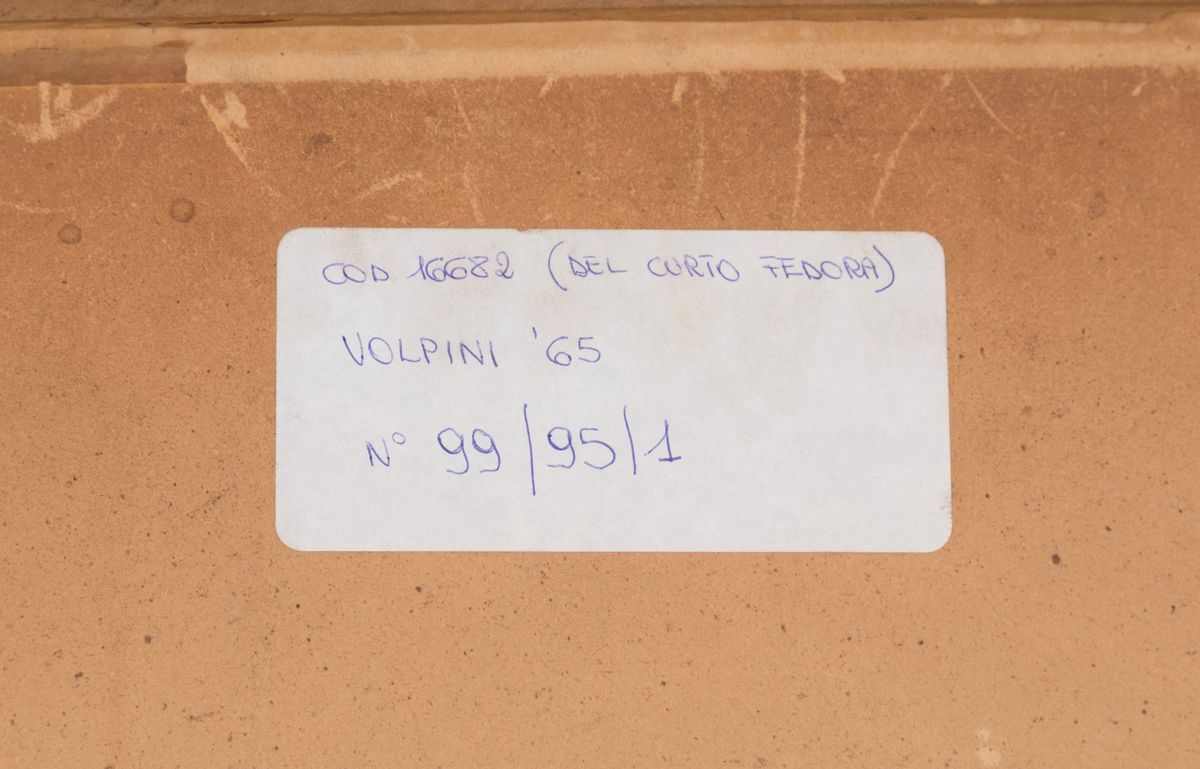 COD 16682 (DEL CURTO FEDORA)
VOLPINI '65
N° 99/95/1